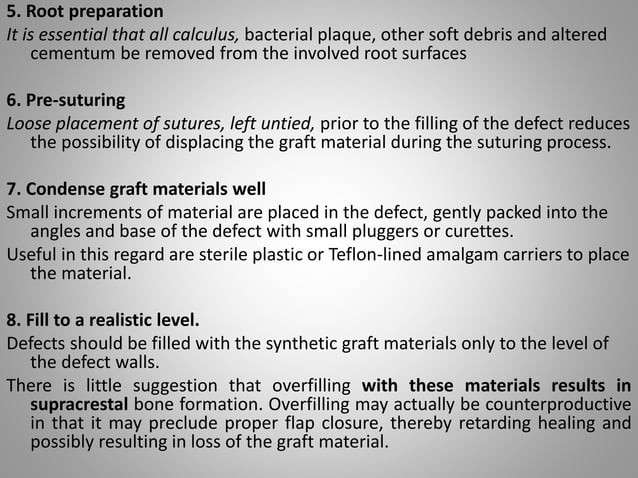 5. Root preparation
It is essential that all calculus, bacterial plaque, other soft debris and altered
cementum be removed from the involved root surfaces
6. Pre-suturing
Loose placement of sutures, left untied, prior to the filling of the defect reduces
the possibility of displacing the graft material during the suturing process.
7. Condense graft materials well
Small increments of material are placed in the defect, gently packed into the
angles and base of the defect with small pluggers or curettes.
Useful in this regard are sterile plastic or Teflon-lined amalgam carriers to place
the material.
8. Fill to a realistic level.
Defects should be filled with the synthetic graft materials only to the level of
the defect walls.
There is little suggestion that overfilling with these materials results in
supracrestal bone formation. Overfilling may actually be counterproductive
in that it may preclude proper flap closure, thereby retarding healing and
possibly resulting in loss of the graft material.